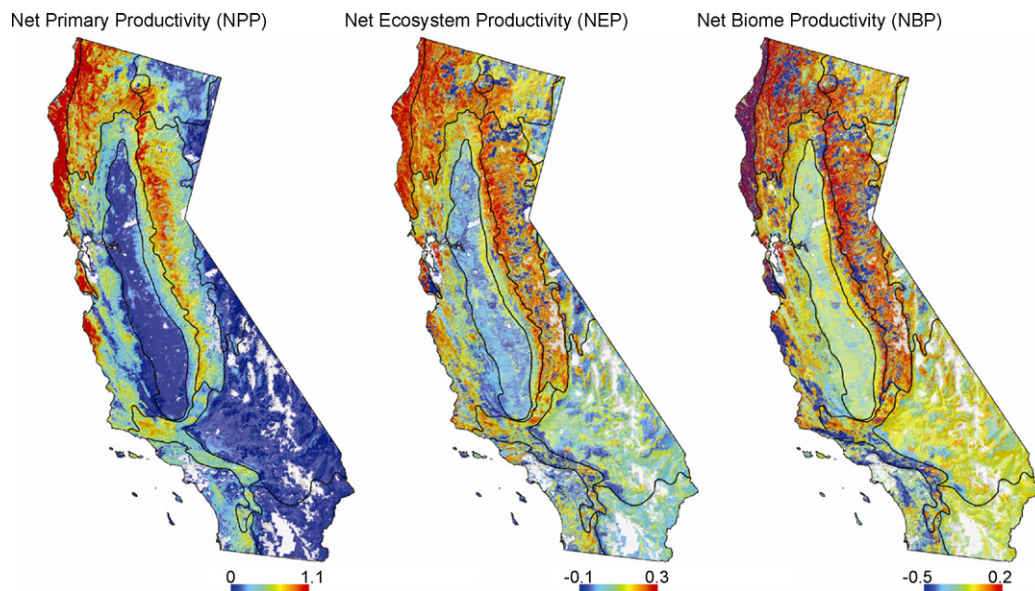 Net Primary Productivity (NPP)
Net Ecosystem Productivity (NEP)
Net Biome Productivity (NBP)
0 1.1
-0.1 0.3
-0.5 0.2